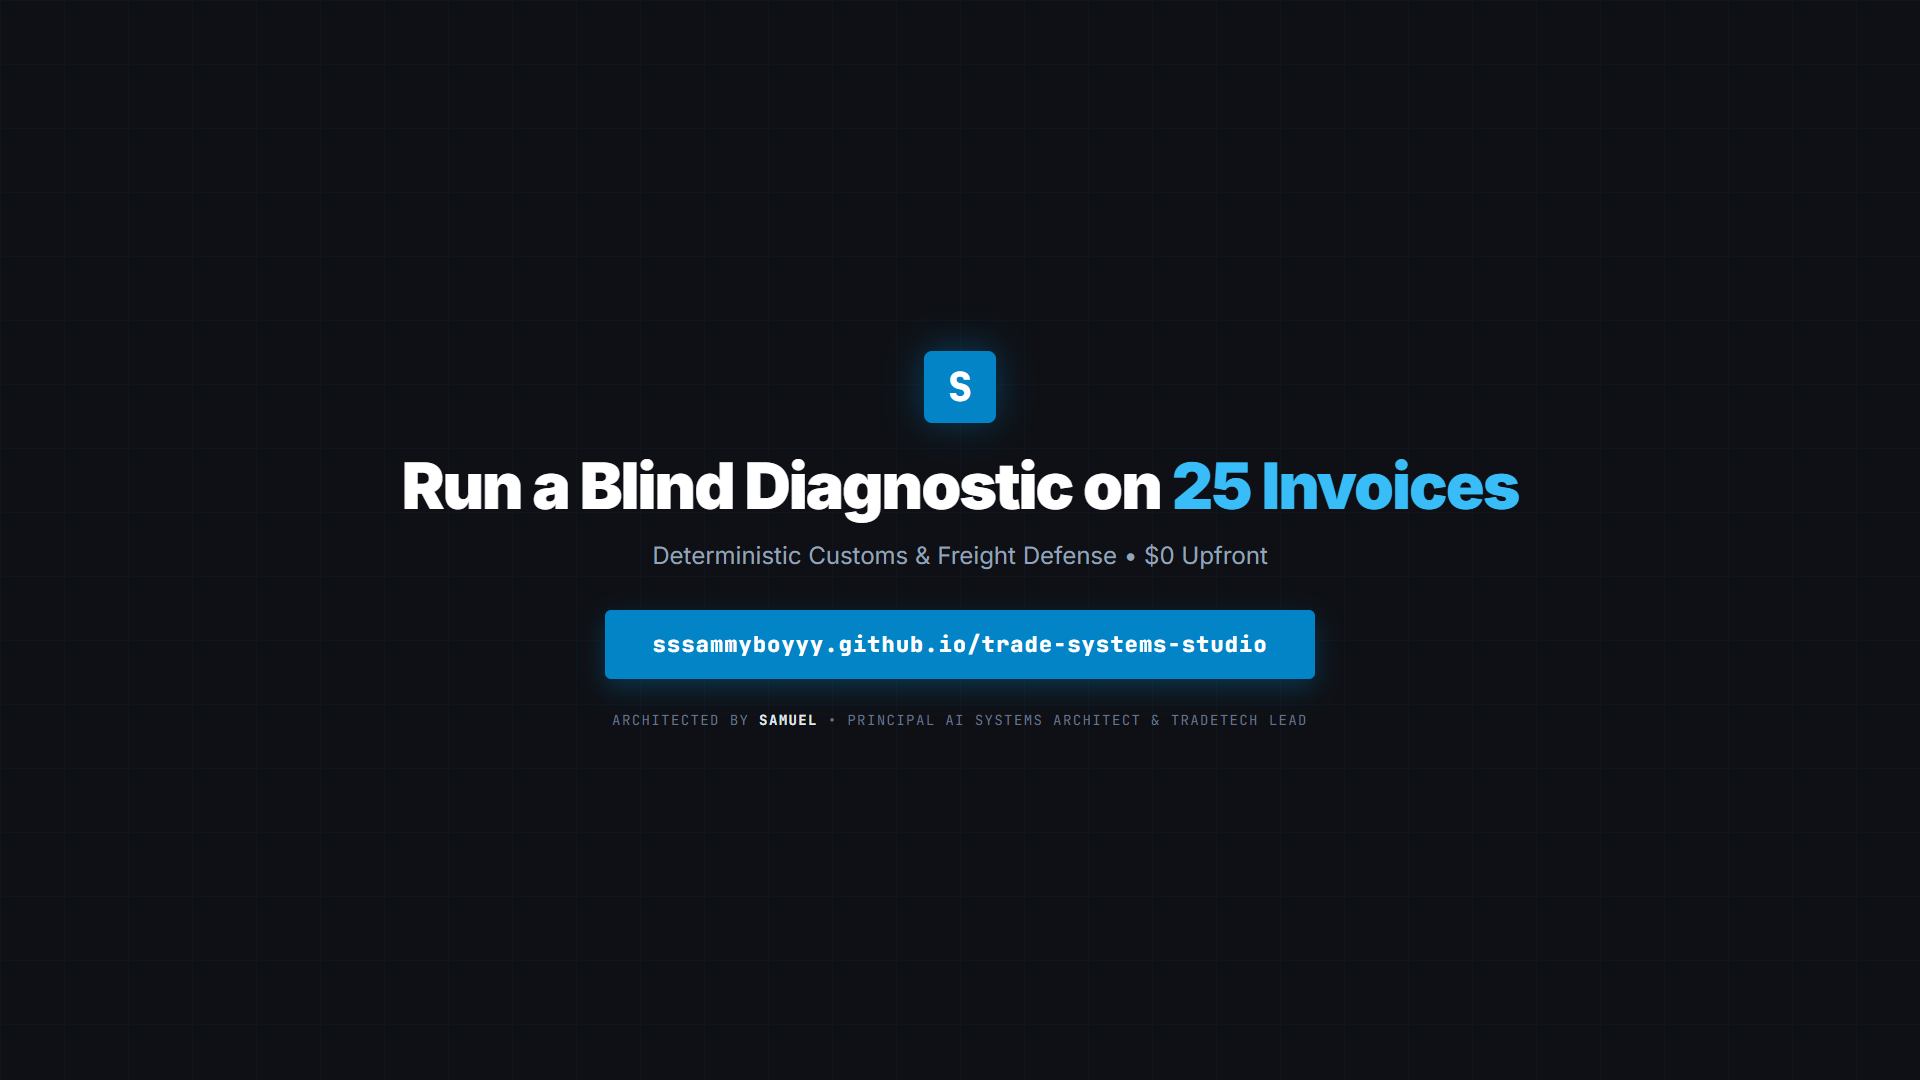 S
Run a Blind Diagnostic on 25 Invoices
Deterministic Customs & Freight Defense • $0 Upfront
sssammyboyyy.github.io/trade-systems-studio
ARCHITECTED BY SAMUEL • PRINCIPAL AI SYSTEMS ARCHITECT & TRADETECH LEAD